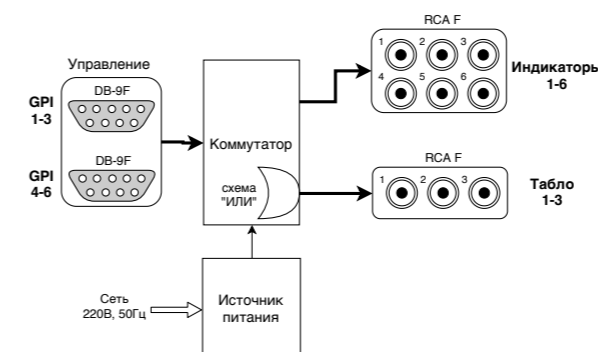 RCA F
1 2 3
4 5 6
Индикаторь
1-6
Управление
DB-9F
GPI
1-3
DB-9F
GPI
4-6
Коммутатор
схема
"ИЛИ"
RCA F
1 2 3
Табло
1-3
Сеть
220В, 50Гц
Источник
питания